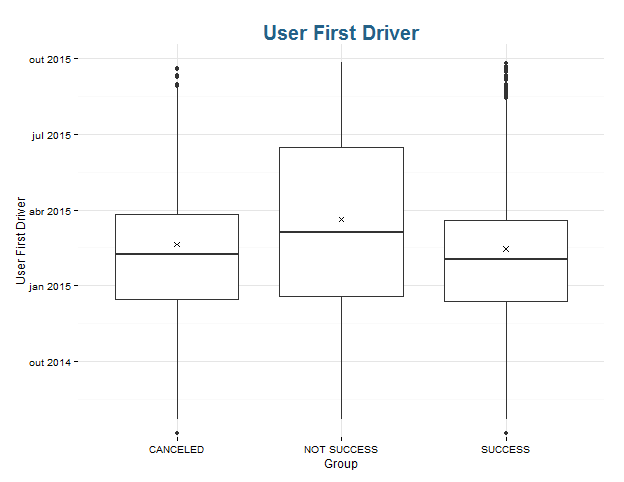 User First Driver
out 2015
jul 2015
abr 2015
jan 2015
out 2014
User First Driver
CANCELED NOT SUCCESS SUCCESS
Group